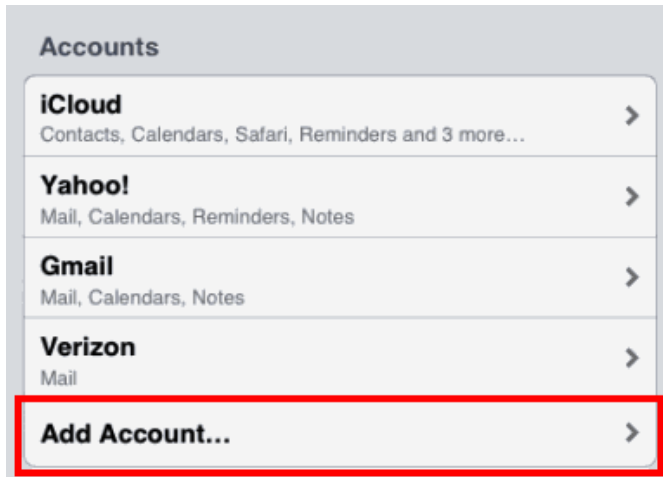 Accounts
iCloud
Contacts, Calendars, Safari, Reminders and 3 more...
Yahoo!
Mail, Calendars, Reminders, Notes
Gmail
Mail, Calendars, Notes
Verizon
Mail
Add Account...